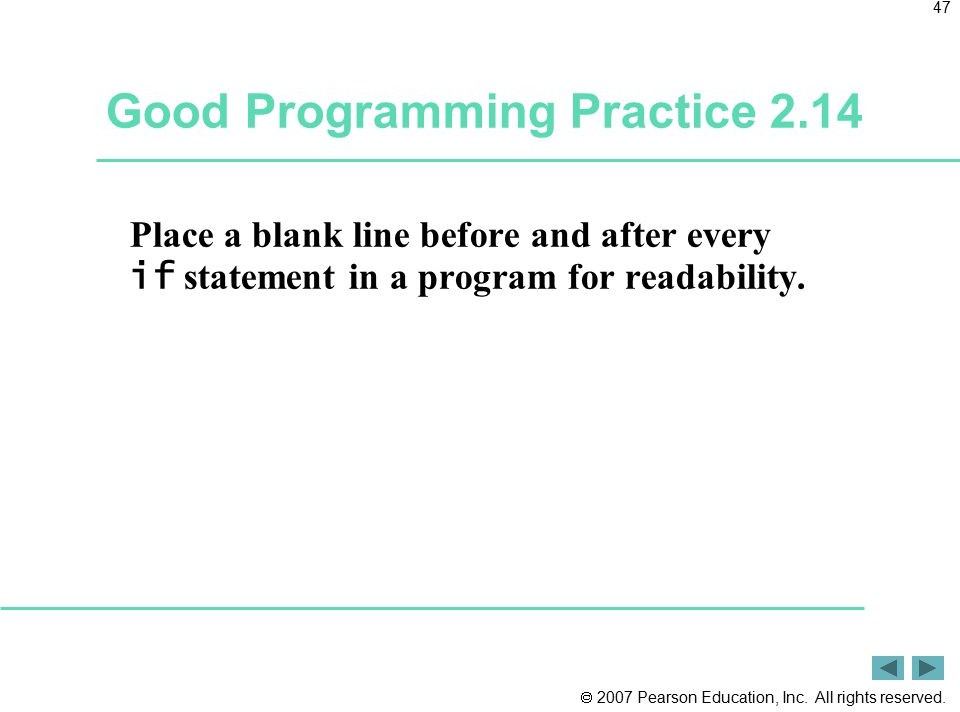 47
Good Programming Practice 2.14
Place a blank line before and after every
if statement in a program for readability.
© 2007 Pearson Education, Inc. All rights reserved.